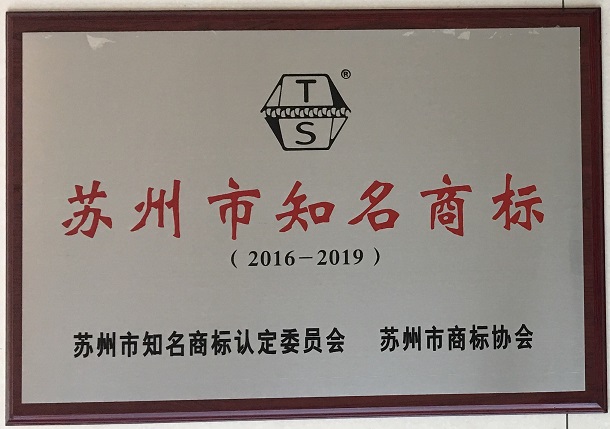 T ®
S
苏州市知名商标
（2016－2019）
苏州市知名商标认定委员会 苏州市商标协会